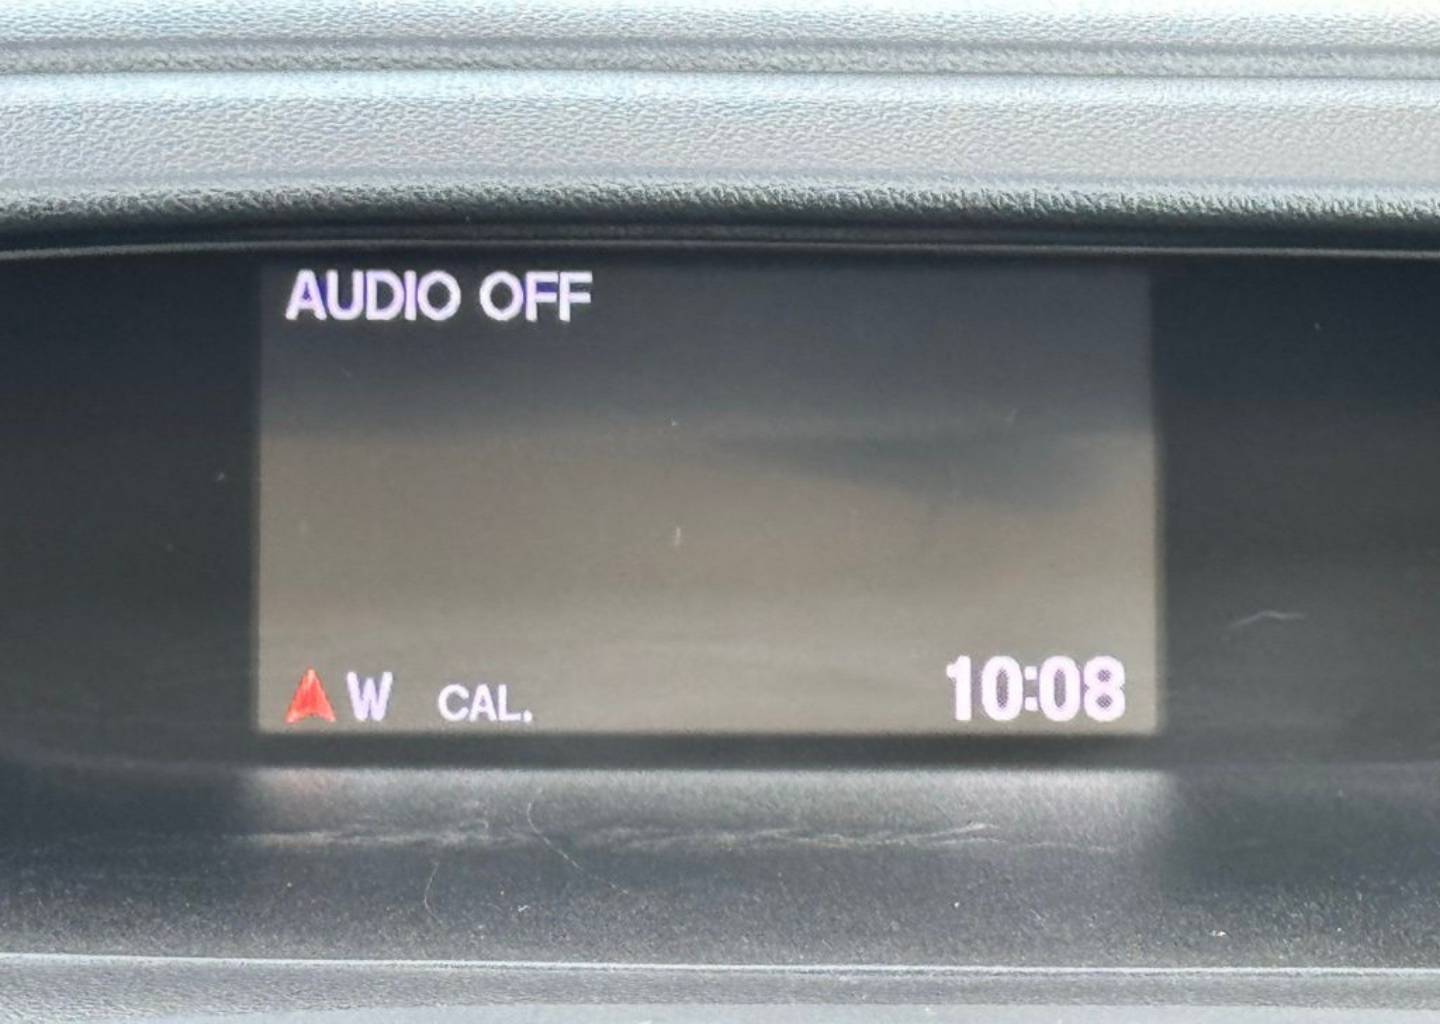 AUDIO OFF
W CAL. 10:08